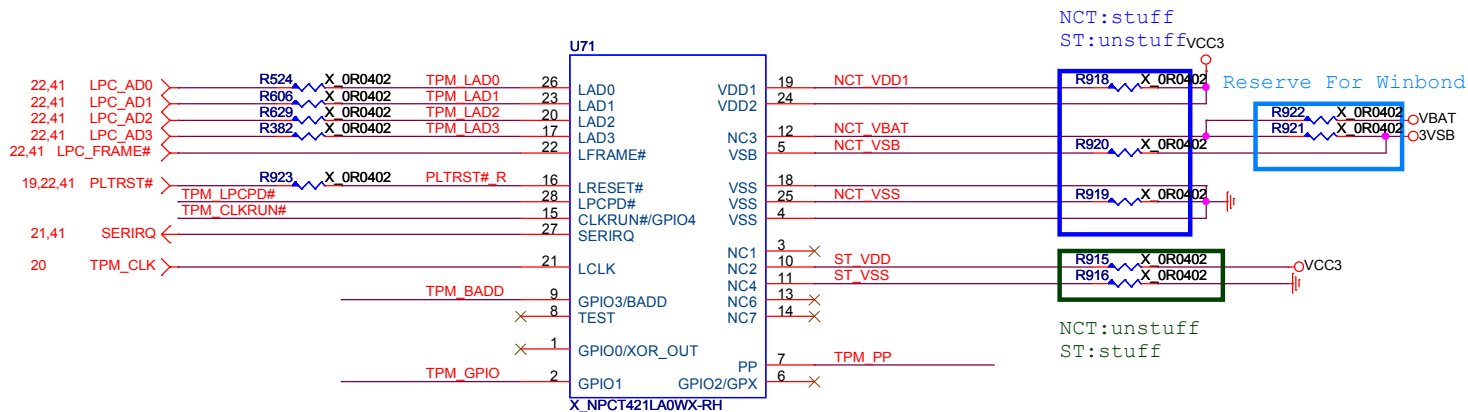 NCT:stuff
ST:unstuff
VCC3
U71
22,41 LPC_AD0 R524 X_0R0402 TPM_LAD0 26 LAD0 VDD1 19 NCT_VDD1 R918 X_0R0402 Reserve For Winbond
22,41 LPC_AD1 R606 X_0R0402 TPM_LAD1 23 LAD1 VDD2 24
22,41 LPC_AD2 R629 X_0R0402 TPM_LAD2 20 LAD2 R922 X_0R0402 VBAT
22,41 LPC_AD3 R382 X_0R0402 TPM_LAD3 17 LAD3 NC3 12 NCT_VBAT R921 X_0R0402 3VSB
22,41 LPC_FRAME# 22 LFRAME# VSB 5 NCT_VSB R920 X_0R0402
19,22,41 PLTRST# R923 X_0R0402 PLTRST#_R 16 LRESET# VSS 18
TPM_LPCPD# 28 LPCPD# VSS 25 NCT_VSS R919 X_0R0402
TPM_CLKRUN# 15 CLKRUN#/GPIO4 VSS 4
21,41 SERIRQ 27 SERIRQ
NC1 3
20 TPM_CLK 21 LCLK NC2 10 ST_VDD R915 X_0R0402 VCC3
NC4 11 ST_VSS R916 X_0R0402
TPM_BADD 9 GPIO3/BADD NC6 13
8 TEST NC7 14
NCT:unstuff
ST:stuff
1 GPIO0/XOR_OUT
PP 7 TPM_PP
TPM_GPIO 2 GPIO1 GPIO2/GPX 6
X_NPCT421LA0WX-RH